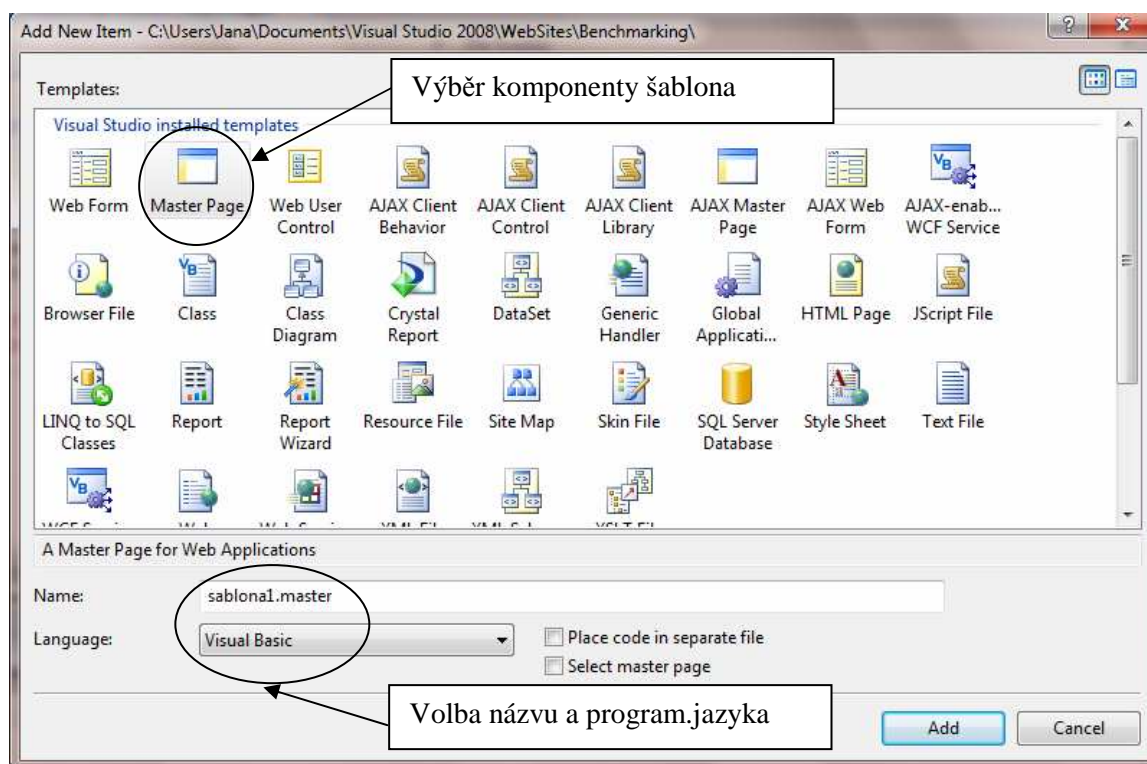 Add New Item - C:\Users\Jana\Documents\Visual Studio 2008\WebSites\Benchmarking\
Výběr komponenty šablona
Templates:
Visual Studio installed templates
Web Form
Master Page
Web User
Control
AJAX Client
Behavior
AJAX Client
Control
AJAX Client
Library
AJAX Master
Page
AJAX Web
Form
AJAX-enab...
WCF Service
Browser File
Class
Class
Diagram
Crystal
Report
DataSet
Generic
Handler
Global
Applicati...
HTML Page
JScript File
LINQ to SQL
Classes
Report
Report
Wizard
Resource File
Site Map
Skin File
SQL Server
Database
Style Sheet
Text File
A Master Page for Web Applications
Name:
sablona1.master
Language:
Visual Basic
Place code in separate file
Select master page
Volba názvu a program.jazyka
Add
Cancel